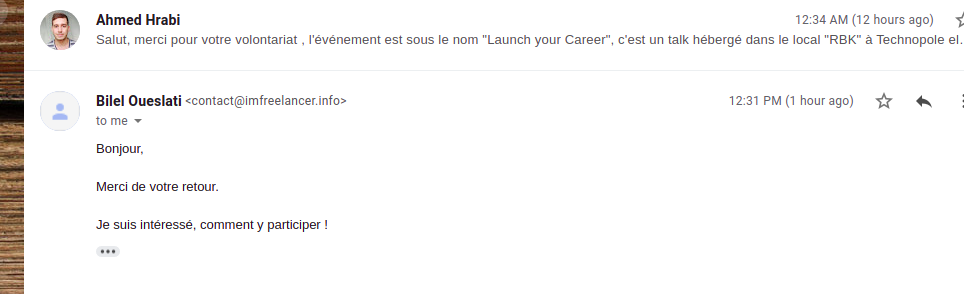 Ahmed Hrabi
12:34 AM (12 hours ago)
Salut, merci pour votre volontariat , l'événement est sous le nom "Launch your Career", c'est un talk hébergé dans le local "RBK" à Technopole el…
Bilel Oueslati <contact@imfreelancer.info>
12:31 PM (1 hour ago)
to me
Bonjour,
Merci de votre retour.
Je suis intéressé, comment y participer !